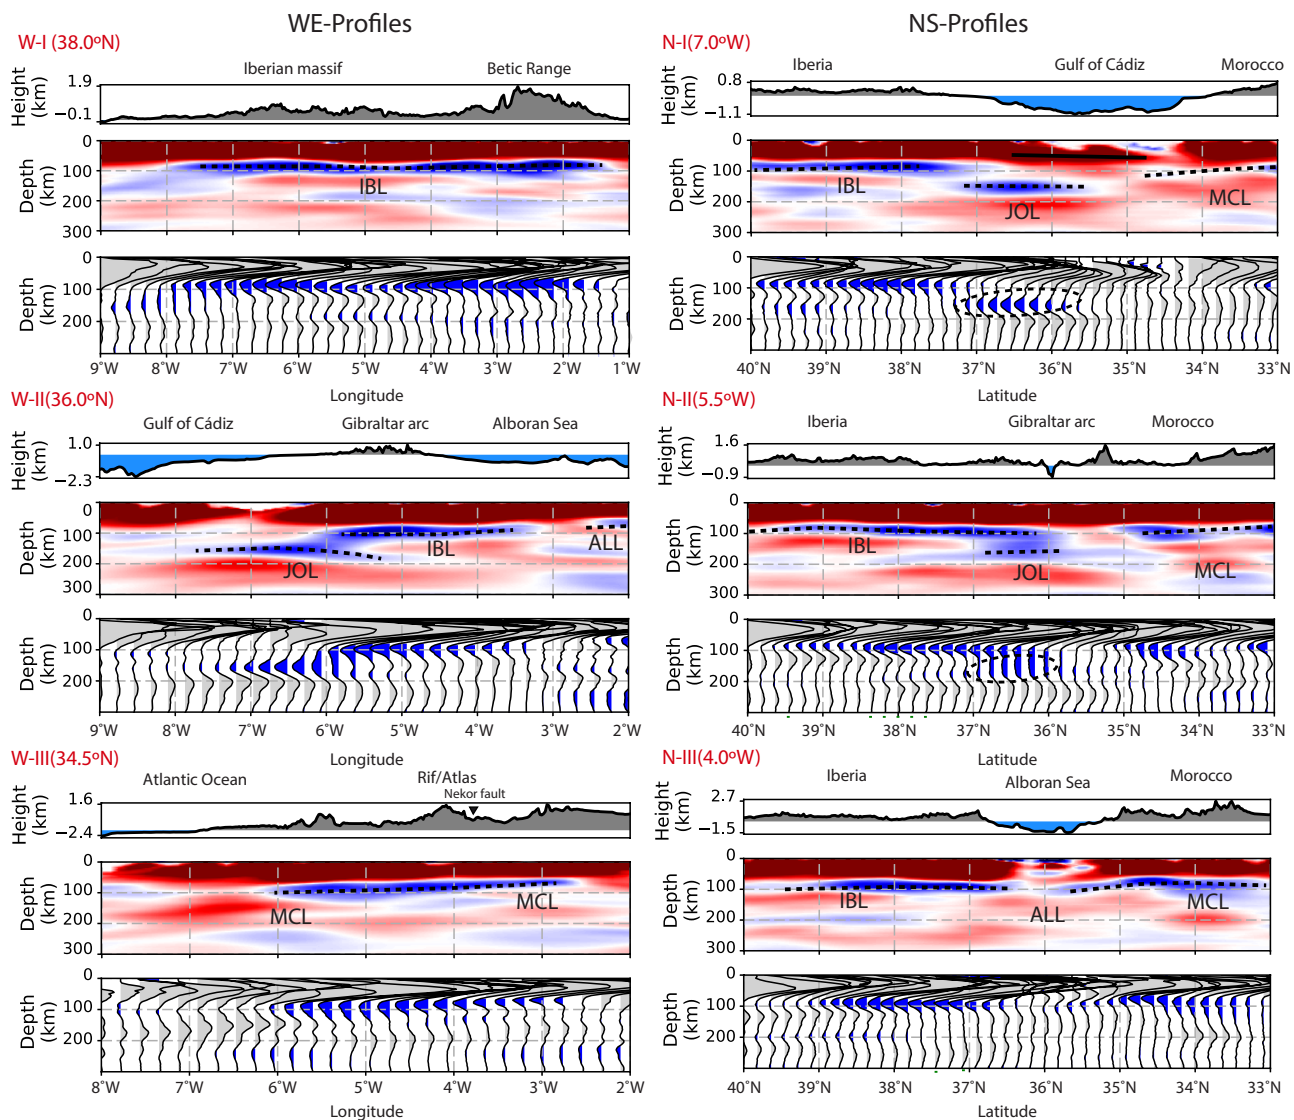 WE-Profiles
W-I (38.0ºN)
Iberian massif Betic Range
Height (km)
1.9
−0.1
Depth (km)
0
100
200
300
IBL
Depth (km)
0
100
200
9°W 8°W 7°W 6°W 5°W 4°W 3°W 2°W 1°W
Longitude
W-II(36.0ºN)
Gulf of Cádiz Gibraltar arc Alboran Sea
Height (km)
1.0
−2.3
Depth (km)
0
100
200
300
JOL IBL ALL
Depth (km)
0
100
200
9°W 8°W 7°W 6°W 5°W 4°W 3°W 2°W
Longitude
W-III(34.5ºN)
Atlantic Ocean Rif/Atlas
Nekor fault
Height (km)
1.6
−2.4
Depth (km)
0
100
200
300
MCL MCL
Depth (km)
0
100
200
8°W 7°W 6°W 5°W 4°W 3°W 2°W
Longitude
NS-Profiles
N-I(7.0ºW)
Iberia Gulf of Cádiz Morocco
Height (km)
0.8
−1.1
Depth (km)
0
100
200
300
IBL JOL MCL
Depth (km)
0
100
200
40°N 39°N 38°N 37°N 36°N 35°N 34°N 33°N
Latitude
N-II(5.5ºW)
Iberia Gibraltar arc Morocco
Height (km)
1.6
−0.9
Depth (km)
0
100
200
300
IBL JOL MCL
Depth (km)
0
100
200
40°N 39°N 38°N 37°N 36°N 35°N 34°N 33°N
Latitude
N-III(4.0ºW)
Iberia Alboran Sea Morocco
Height (km)
2.7
−1.5
Depth (km)
0
100
200
300
IBL ALL MCL
Depth (km)
0
100
200
40°N 39°N 38°N 37°N 36°N 35°N 34°N 33°N
Latitude